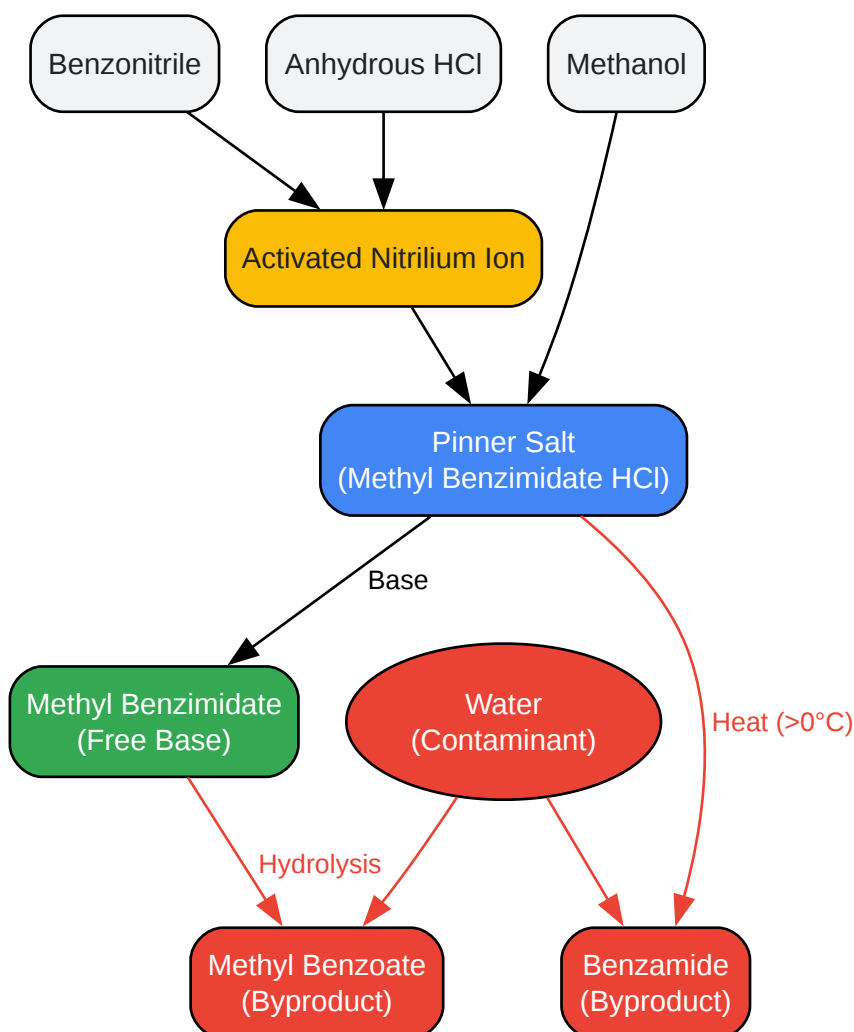 Benzonitrile
Anhydrous HCl
Methanol
Activated Nitrilium Ion
Pinner Salt
(Methyl Benzimidate HCl)
Base
Methyl Benzimidate
(Free Base)
Water
(Contaminant)
Heat (>0°C)
Hydrolysis
Methyl Benzoate
(Byproduct)
Benzamide
(Byproduct)